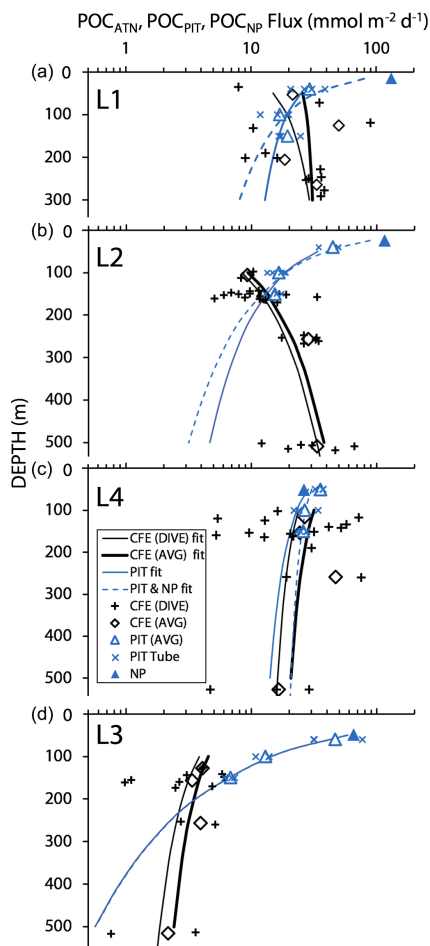 POC_ATN, POC_PIT, POC_NP Flux (mmol m⁻² d⁻¹)
1 10 100
(a) 0
L1
100
200
300
(b) 0
L2
100
200
300
400
500
DEPTH (m)
(c) 0
L4
100
200
300
400
500
CFE (DIVE) fit
CFE (AVG) fit
PIT fit
PIT & NP fit
CFE (DIVE)
CFE (AVG)
PIT (AVG)
PIT Tube
NP
(d) 0
L3
100
200
300
400
500